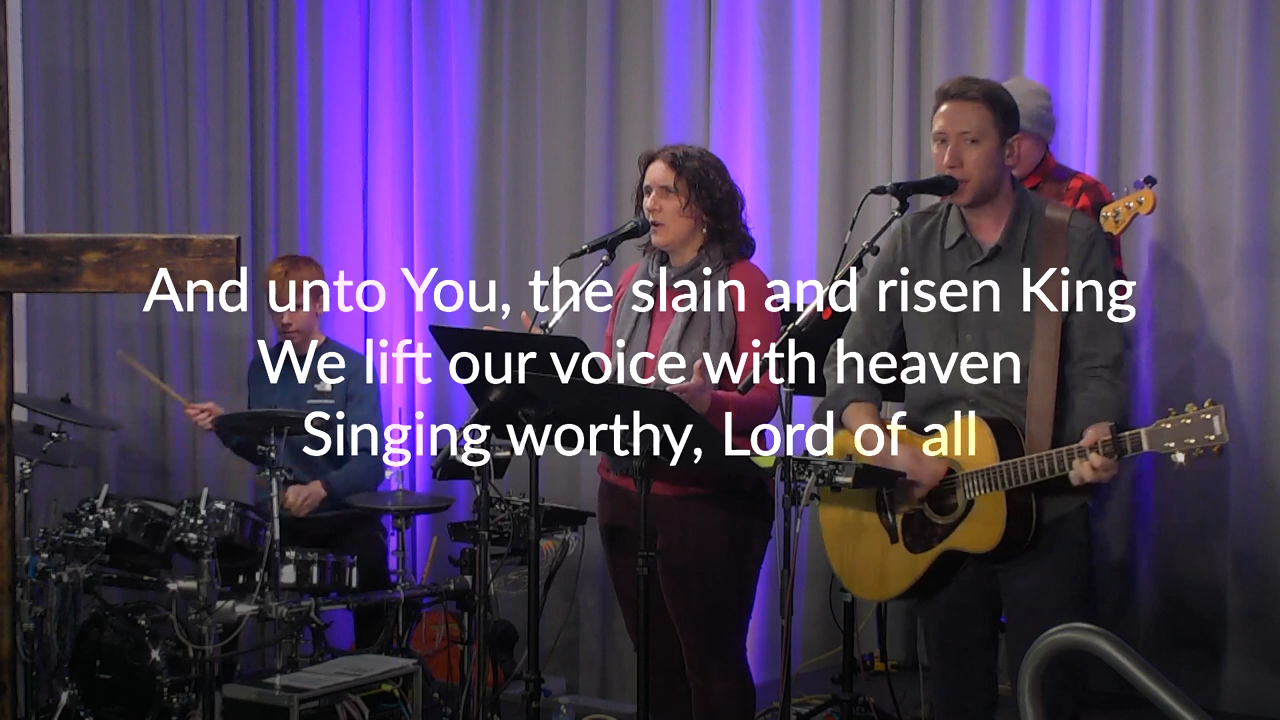 And unto You, the slain and risen King
We lift our voice with heaven
Singing worthy, Lord of all